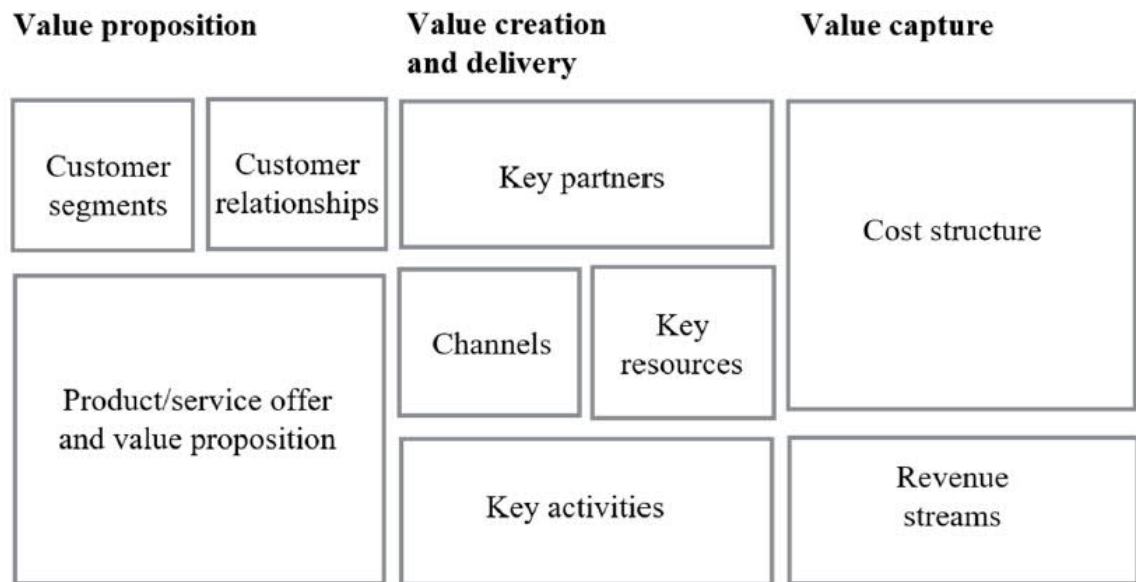 Value proposition
Value creation
and delivery
Value capture
Customer
segments
Customer
relationships
Product/service offer
and value proposition
Key partners
Channels
Key
resources
Key activities
Cost structure
Revenue
streams